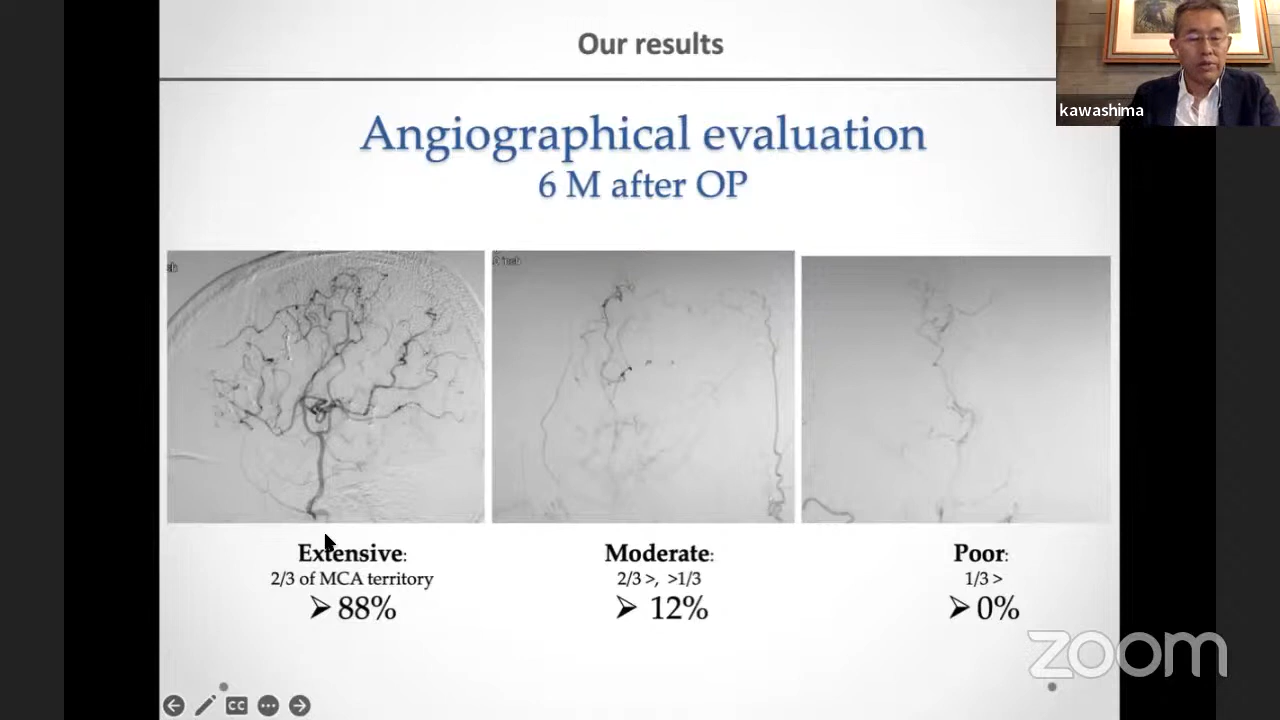 Our results
kawashima
Angiographical evaluation
6 M after OP
Extensive:
2/3 of MCA territory
➢ 88%
Moderate:
2/3 >, >1/3
➢ 12%
Poor:
1/3 >
➢ 0%
zoom
CC